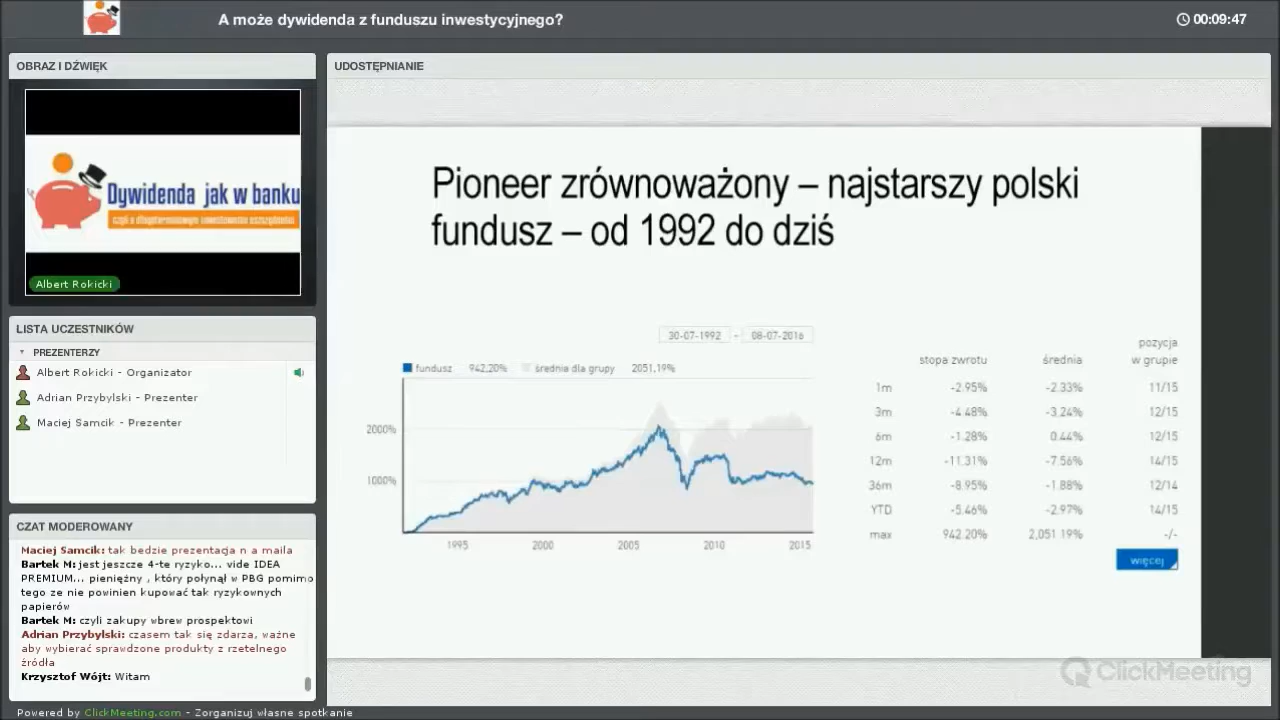 A może dywidenda z funduszu inwestycyjnego?
00:09:47
OBRAZ I DŹWIĘK
Dywidenda jak w banku
czyli o długoterminowym inwestowaniu oszczędności
Albert Rokicki
LISTA UCZESTNIKÓW
PREZENTERZY
Albert Rokicki - Organizator
Adrian Przybylski - Prezenter
Maciej Samcik - Prezenter
CZAT MODEROWANY
Maciej Samcik: tak bedzie prezentacja n a maila
Bartek M: jest jeszcze 4-te ryzyko... vide IDEA
PREMIUM... pieniężny , który połynął w PBG pomimo
tego ze nie powinien kupować tak ryzykownych
papierów
Bartek M: czyli zakupy wbrew prospektowi
Adrian Przybylski: czasem tak się zdarza, ważne
aby wybierać sprawdzone produkty z rzetelnego
źródła
Krzysztof Wójt: Witam
UDOSTĘPNIANIE
Pioneer zrównoważony – najstarszy polski
fundusz – od 1992 do dziś
30-07-1992 - 08-07-2016
fundusz 942,20% średnia dla grupy 2051,19%
2000%
1000%
1995 2000 2005 2010 2015
pozycja
stopa zwrotu średnia w grupie
1m -2.95% -2.33% 11/15
3m -4.48% -3.24% 12/15
6m -1.28% 0.44% 12/15
12m -11.31% -7.56% 14/15
36m -8.95% -1.88% 12/14
YTD -5.46% -2.97% 14/15
max 942.20% 2,051.19% -/-
więcej
ClickMeeting
Powered by ClickMeeting.com - Zorganizuj własne spotkanie